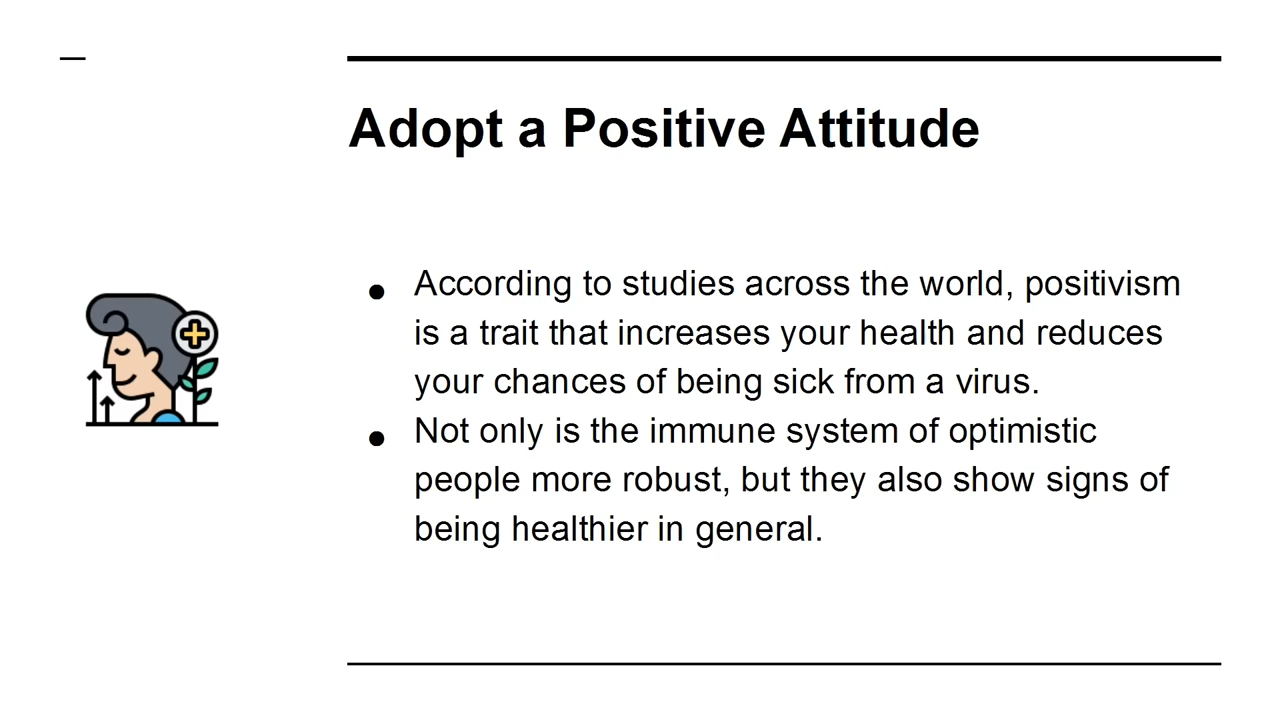 Adopt a Positive Attitude
● According to studies across the world, positivism
is a trait that increases your health and reduces
your chances of being sick from a virus.
● Not only is the immune system of optimistic
people more robust, but they also show signs of
being healthier in general.